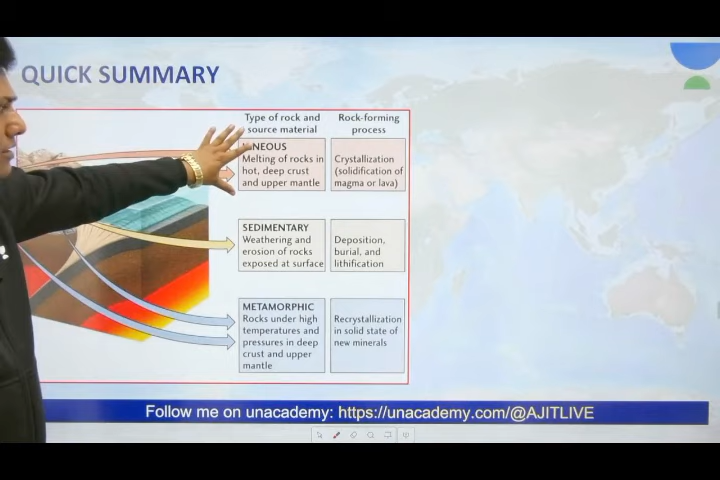 QUICK SUMMARY
Type of rock and
source material
Rock-forming
process
NEOUS
Melting of rocks in
hot, deep crust
and upper mantle
Crystallization
(solidification of
magma or lava)
SEDIMENTARY
Weathering and
erosion of rocks
exposed at surface
Deposition,
burial, and
lithification
METAMORPHIC
Rocks under high
temperatures and
pressures in deep
crust and upper
mantle
Recrystallization
in solid state of
new minerals
Follow me on unacademy: https://unacademy.com/@AJITLIVE